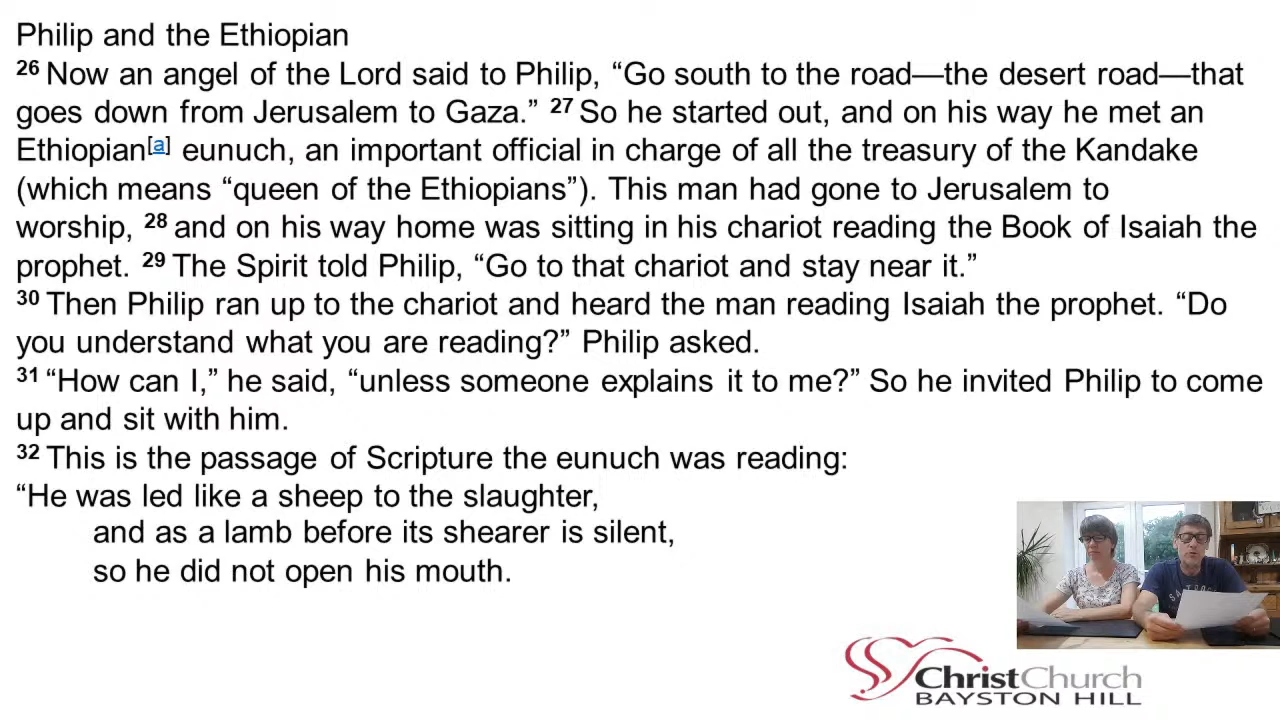 Philip and the Ethiopian
26 Now an angel of the Lord said to Philip, “Go south to the road—the desert road—that
goes down from Jerusalem to Gaza.” 27 So he started out, and on his way he met an
Ethiopian[a] eunuch, an important official in charge of all the treasury of the Kandake
(which means “queen of the Ethiopians”). This man had gone to Jerusalem to
worship, 28 and on his way home was sitting in his chariot reading the Book of Isaiah the
prophet. 29 The Spirit told Philip, “Go to that chariot and stay near it.”
30 Then Philip ran up to the chariot and heard the man reading Isaiah the prophet. “Do
you understand what you are reading?” Philip asked.
31 “How can I,” he said, “unless someone explains it to me?” So he invited Philip to come
up and sit with him.
32 This is the passage of Scripture the eunuch was reading:
“He was led like a sheep to the slaughter,
and as a lamb before its shearer is silent,
so he did not open his mouth.
ChristChurch
BAYSTON HILL